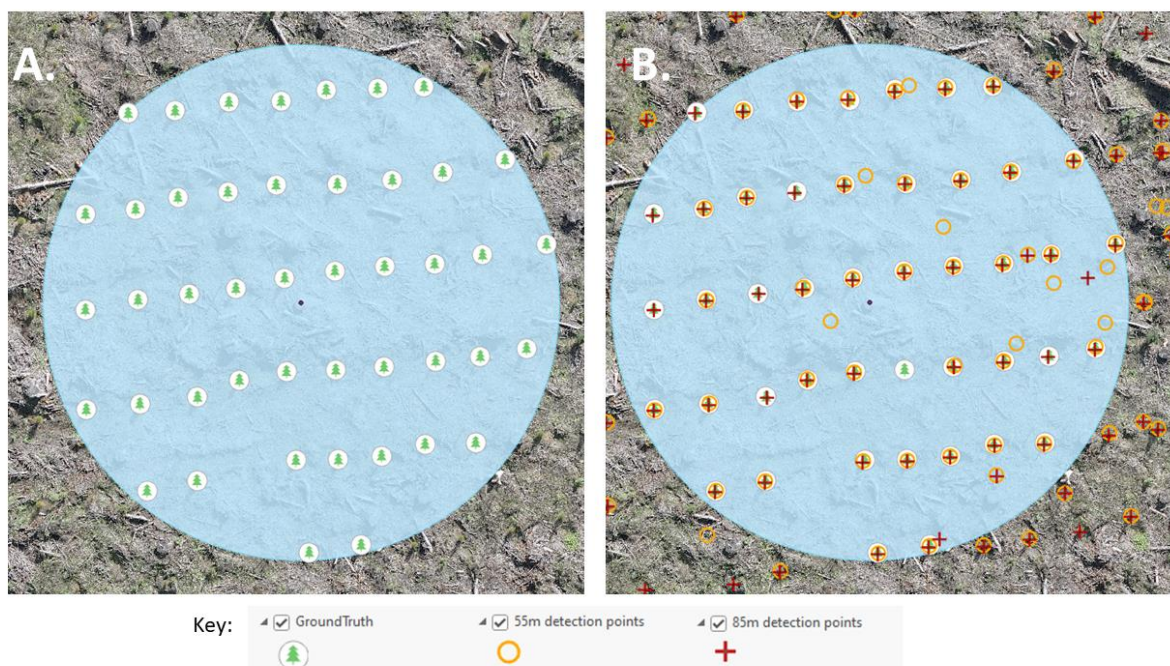 A.
B.
Key:
GroundTruth
55m detection points
85m detection points